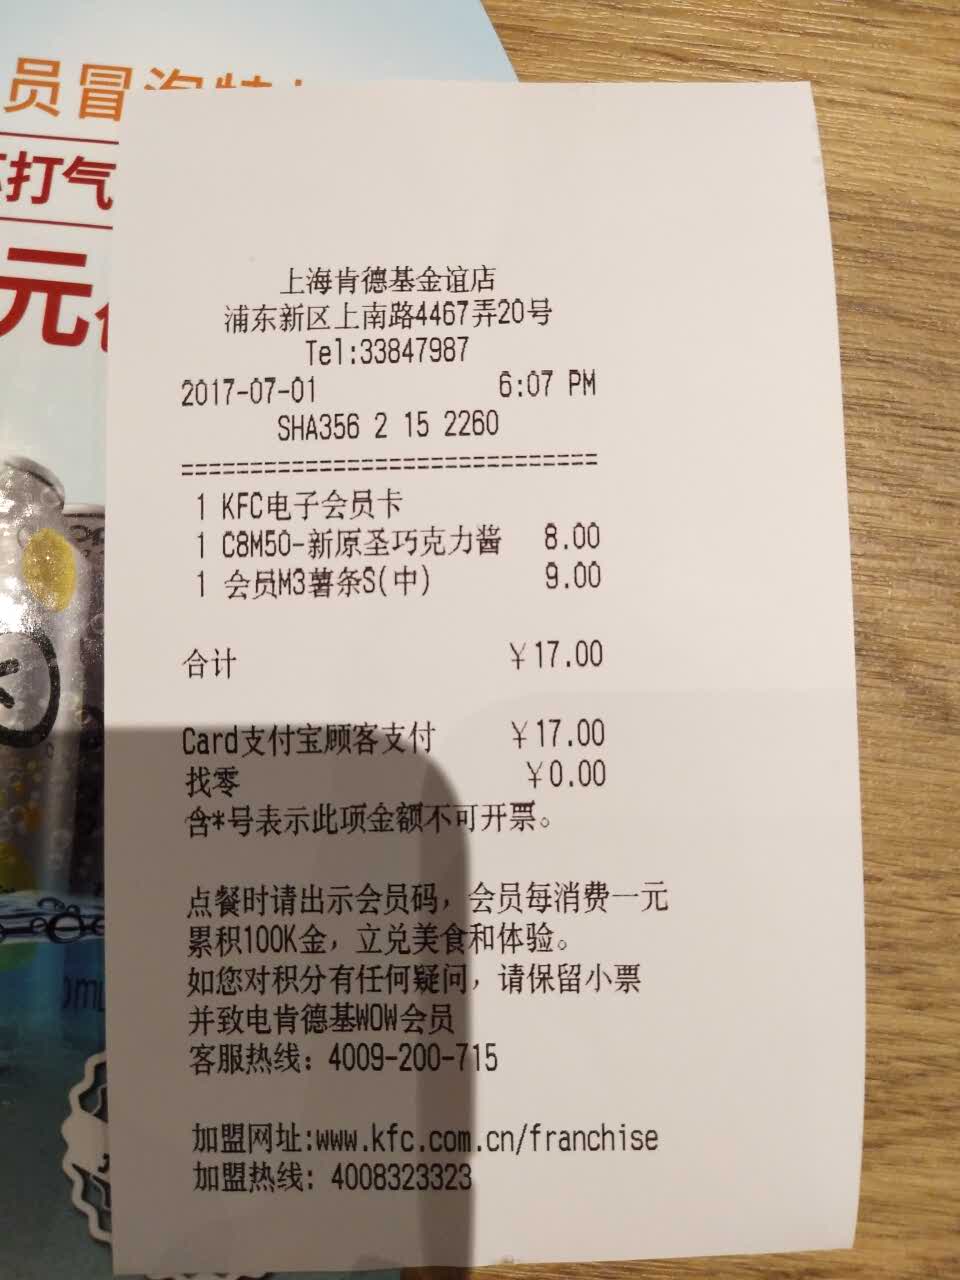 员冒
打气
元
上海肯德基金谊店
浦东新区上南路4467弄20号
Tel:33847987
2017-07-01 6:07 PM
SHA356 2 15 2260
==============================
1 KFC电子会员卡
1 C8M50-新原圣巧克力酱 8.00
1 会员M3薯条S(中) 9.00
合计 ￥17.00
Card支付宝顾客支付 ￥17.00
找零 ￥0.00
含*号表示此项金额不可开票。
点餐时请出示会员码，会员每消费一元
累积100K金，立兑美食和体验。
如您对积分有任何疑问，请保留小票
并致电肯德基WOW会员
客服热线：4009-200-715
加盟网址:www.kfc.com.cn/franchise
加盟热线：4008323323